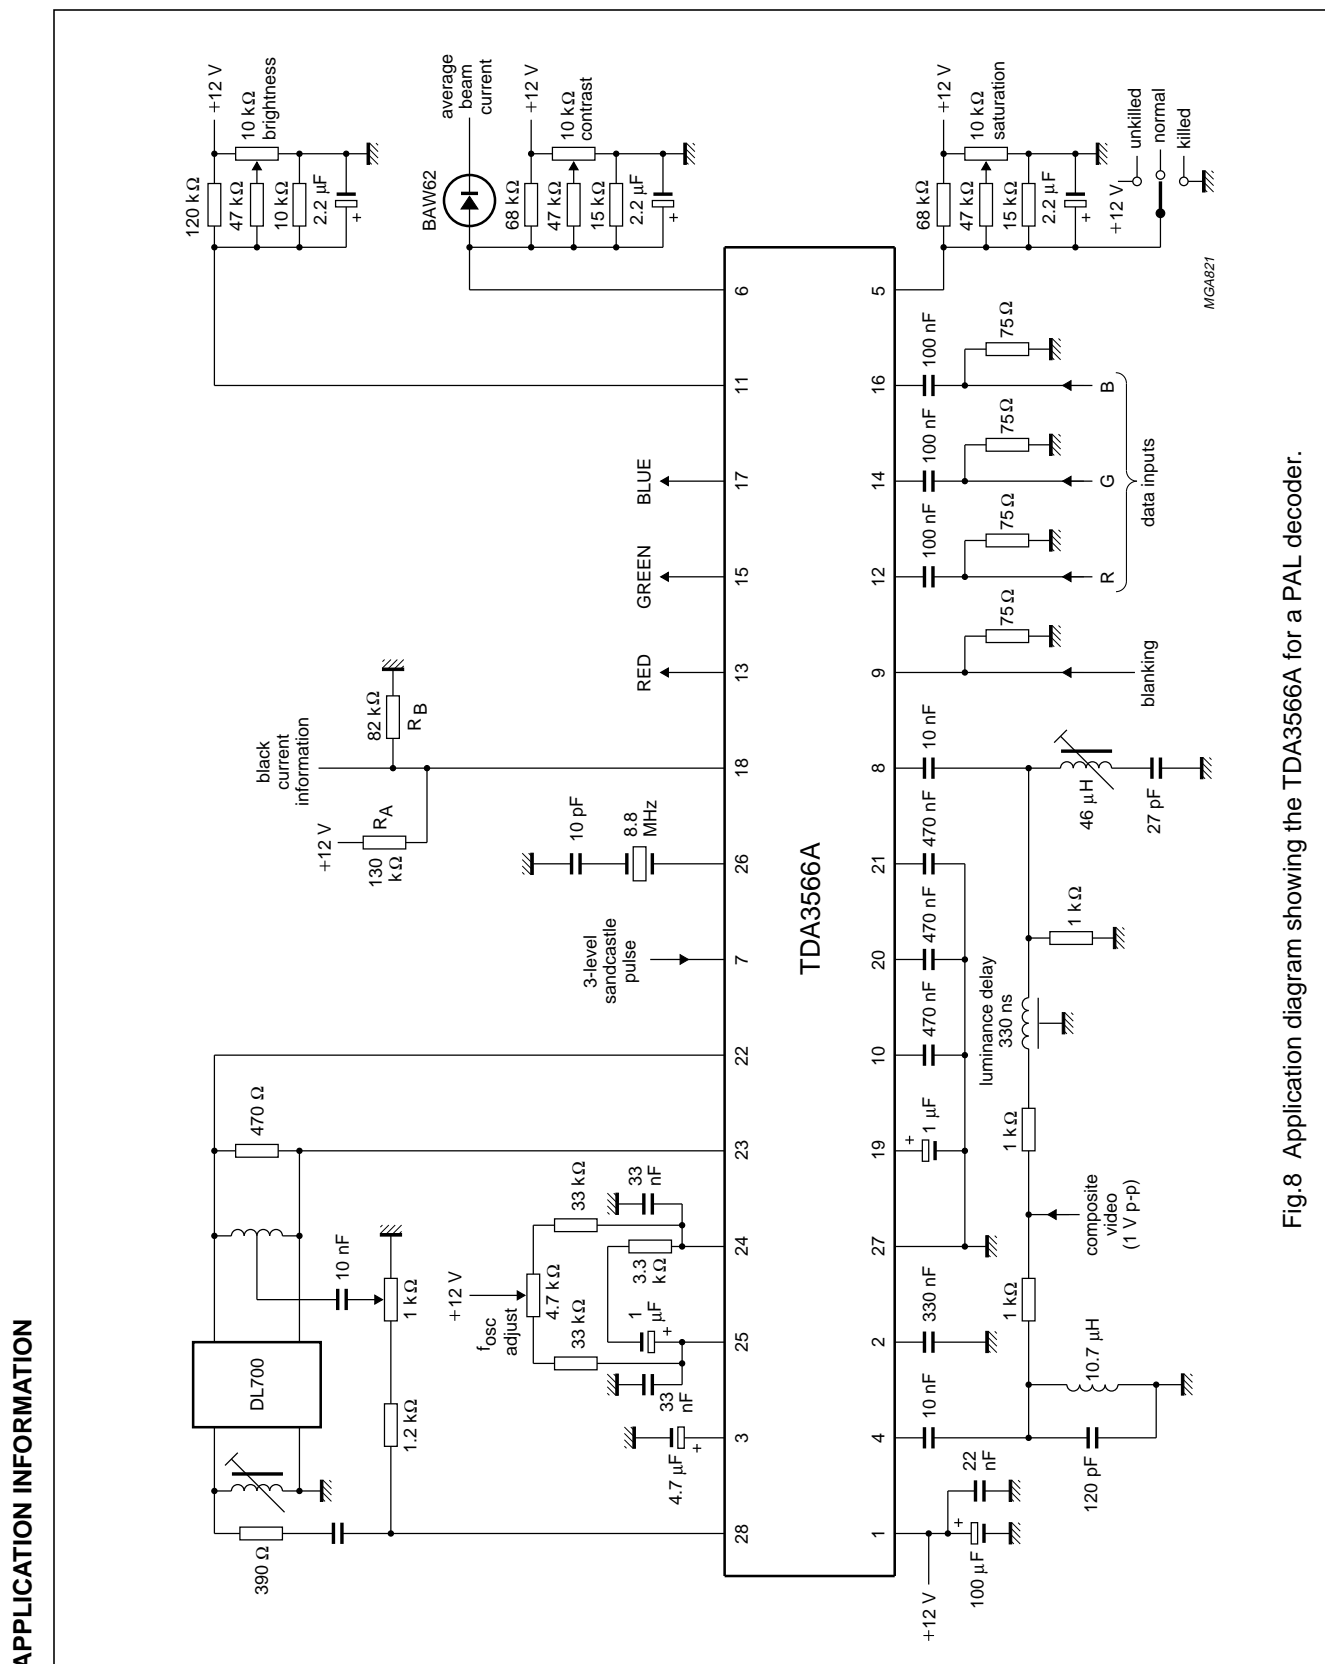 APPLICATION INFORMATION
390 Ω
DL700
10 nF
470 Ω
1.2 kΩ
1 kΩ
+12 V
fosc
adjust
4.7 kΩ
33 kΩ
33 kΩ
33
nF
33
nF
1
μF
+
3.3
kΩ
4.7 μF
+
3-level
sandcastle
pulse
10 pF
8.8
MHz
+12 V
130
kΩ
RA
black
current
information
82 kΩ
RB
RED
GREEN
BLUE
120 kΩ
47 kΩ
10 kΩ
2.2 μF
+
+12 V
10 kΩ
brightness
BAW62
average
beam
current
68 kΩ
47 kΩ
15 kΩ
2.2 μF
+
+12 V
10 kΩ
contrast
28
3
25
24
23
22
7
26
18
13
15
17
11
6
TDA3566A
1
4
2
27
19
10
20
21
8
9
12
14
16
5
+12 V
100 μF
+
22
nF
10 nF
120 pF
10.7 μH
330 nF
1 kΩ
composite
video
(1 V p-p)
1 kΩ
+
1 μF
470 nF
470 nF
470 nF
luminance delay
330 ns
1 kΩ
10 nF
46 μH
27 pF
75 Ω
blanking
100 nF
75 Ω
R
100 nF
75 Ω
G
100 nF
75 Ω
B
data inputs
68 kΩ
47 kΩ
15 kΩ
2.2 μF
+
+12 V
10 kΩ
saturation
+12 V
unkilled
normal
killed
MGA821
Fig.8 Application diagram showing the TDA3566A for a PAL decoder.